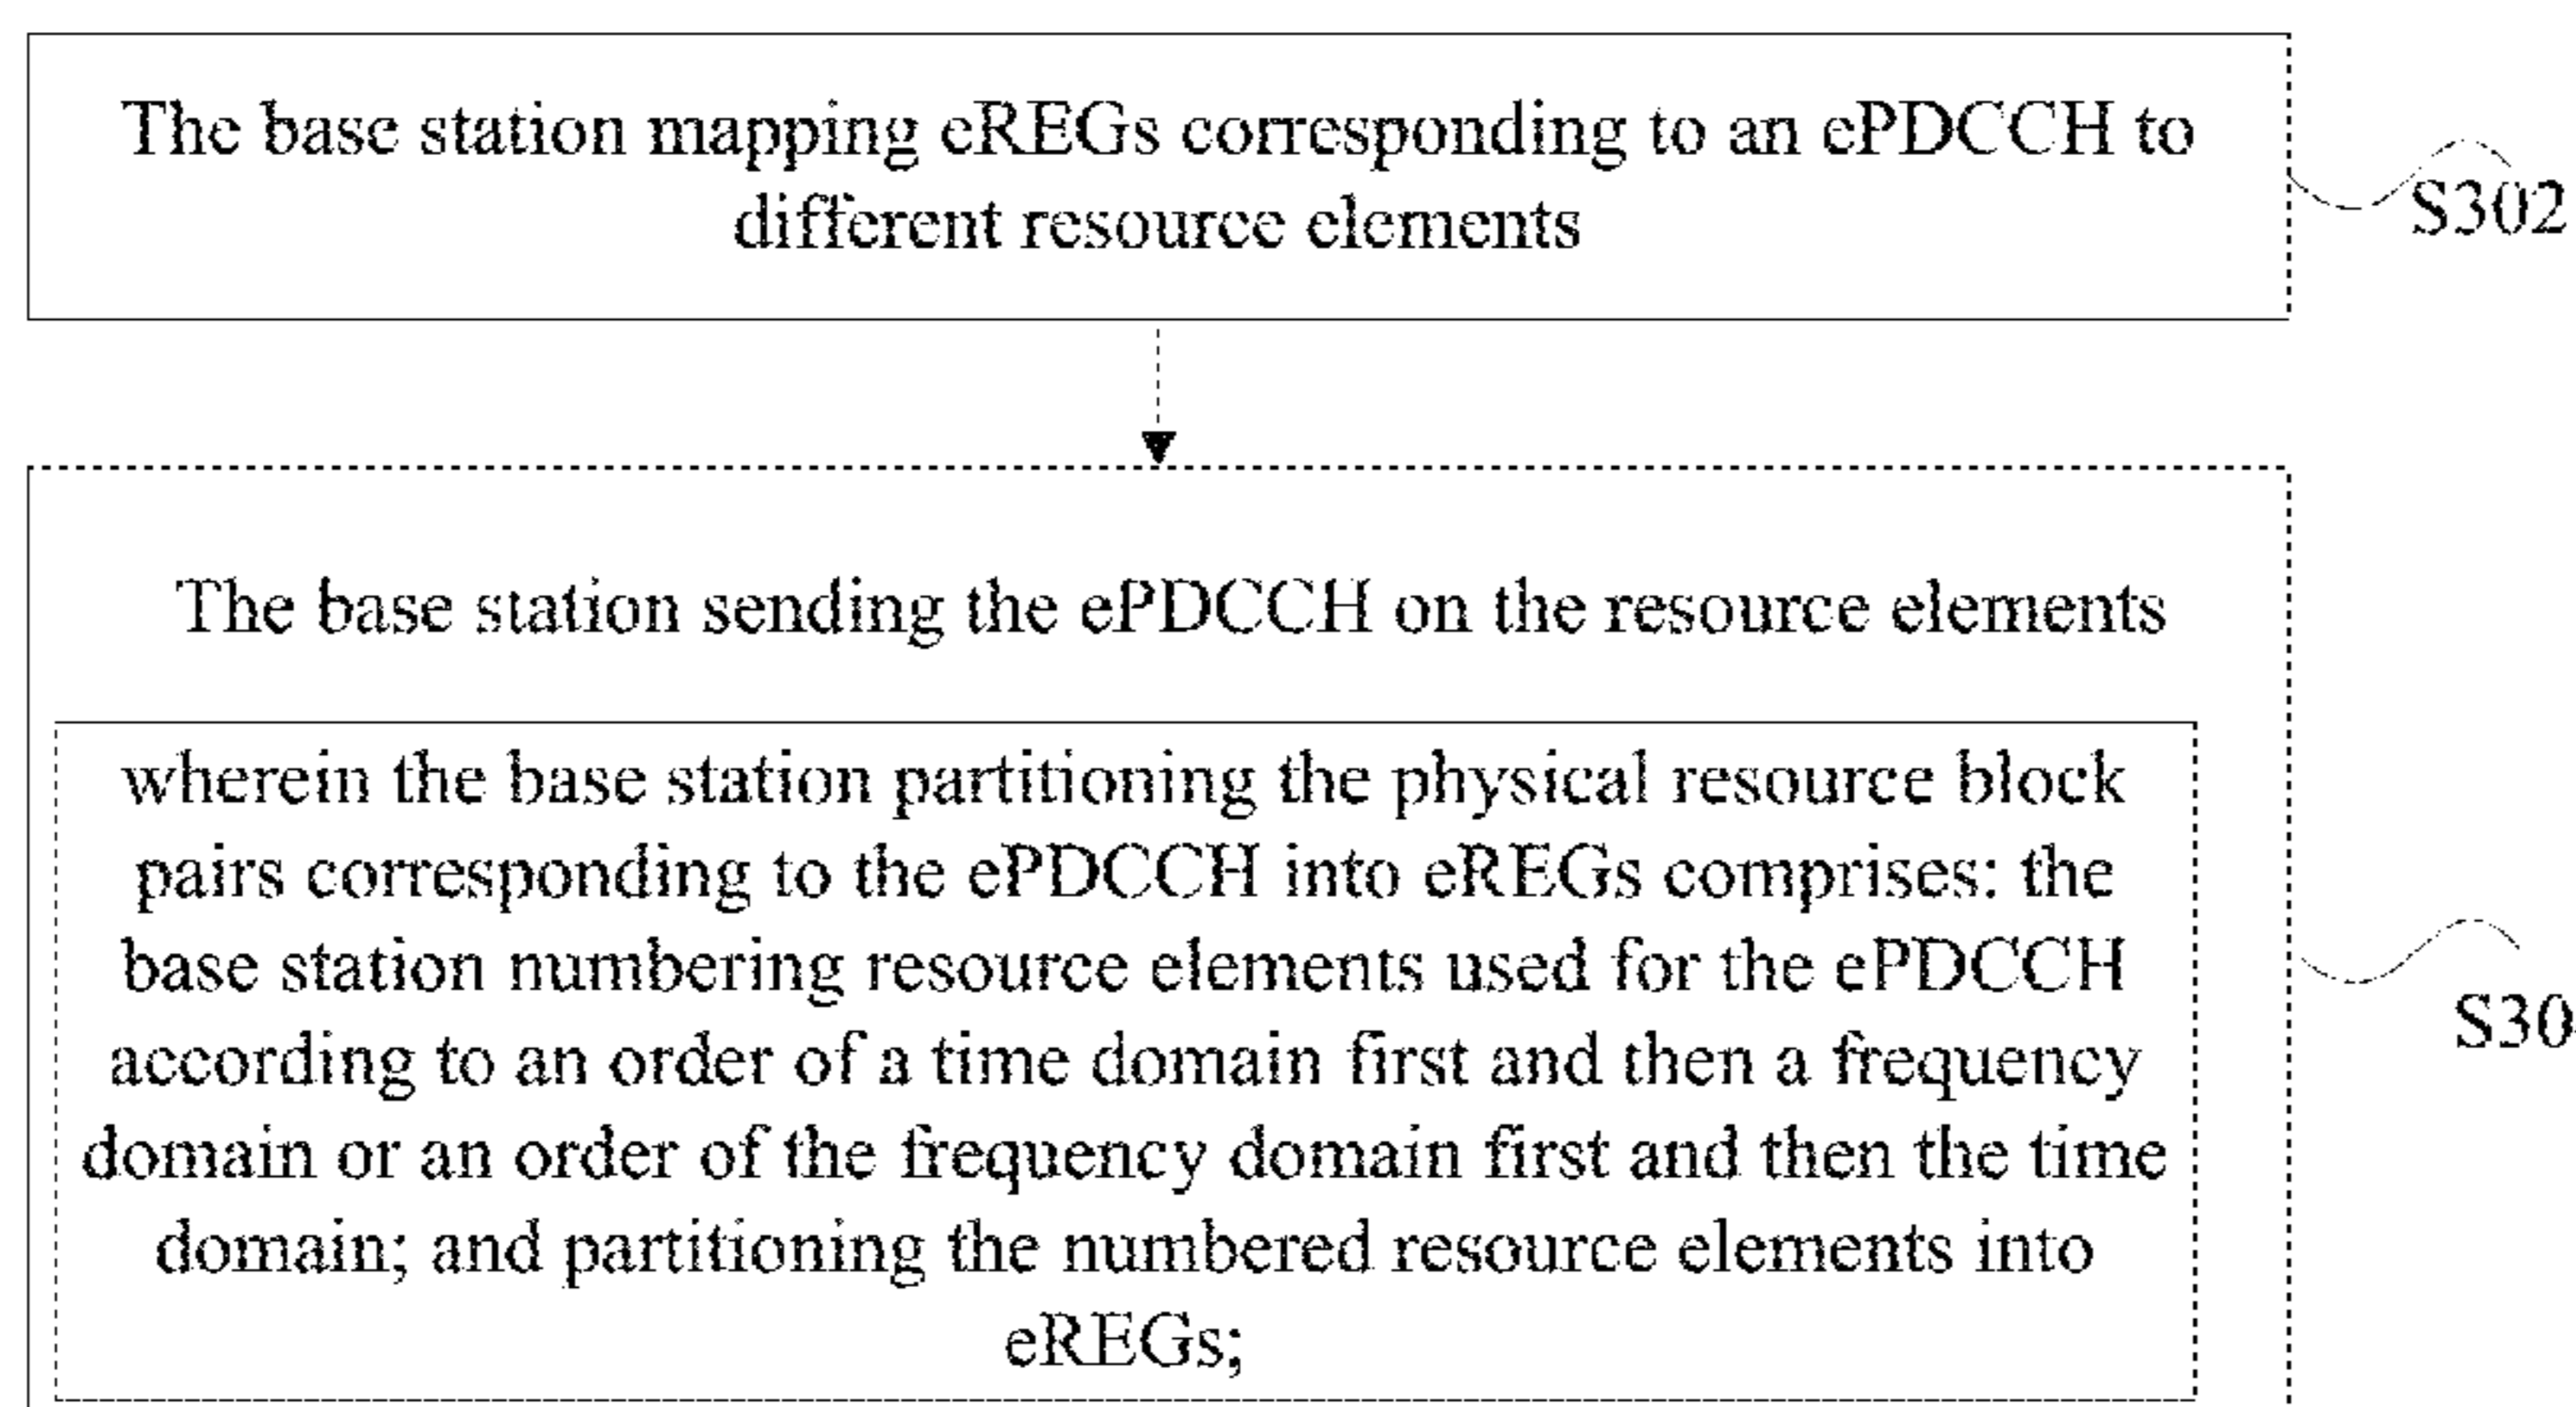 The base station mapping eREGs corresponding to an ePDCCH to
different resource elements
S302
The base station sending the ePDCCH on the resource elements
wherein the base station partitioning the physical resource block
pairs corresponding to the ePDCCH into eREGs comprises: the
base station numbering resource elements used for the ePDCCH
according to an order of a time domain first and then a frequency
domain or an order of the frequency domain first and then the time
domain; and partitioning the numbered resource elements into
eREGs;
S30